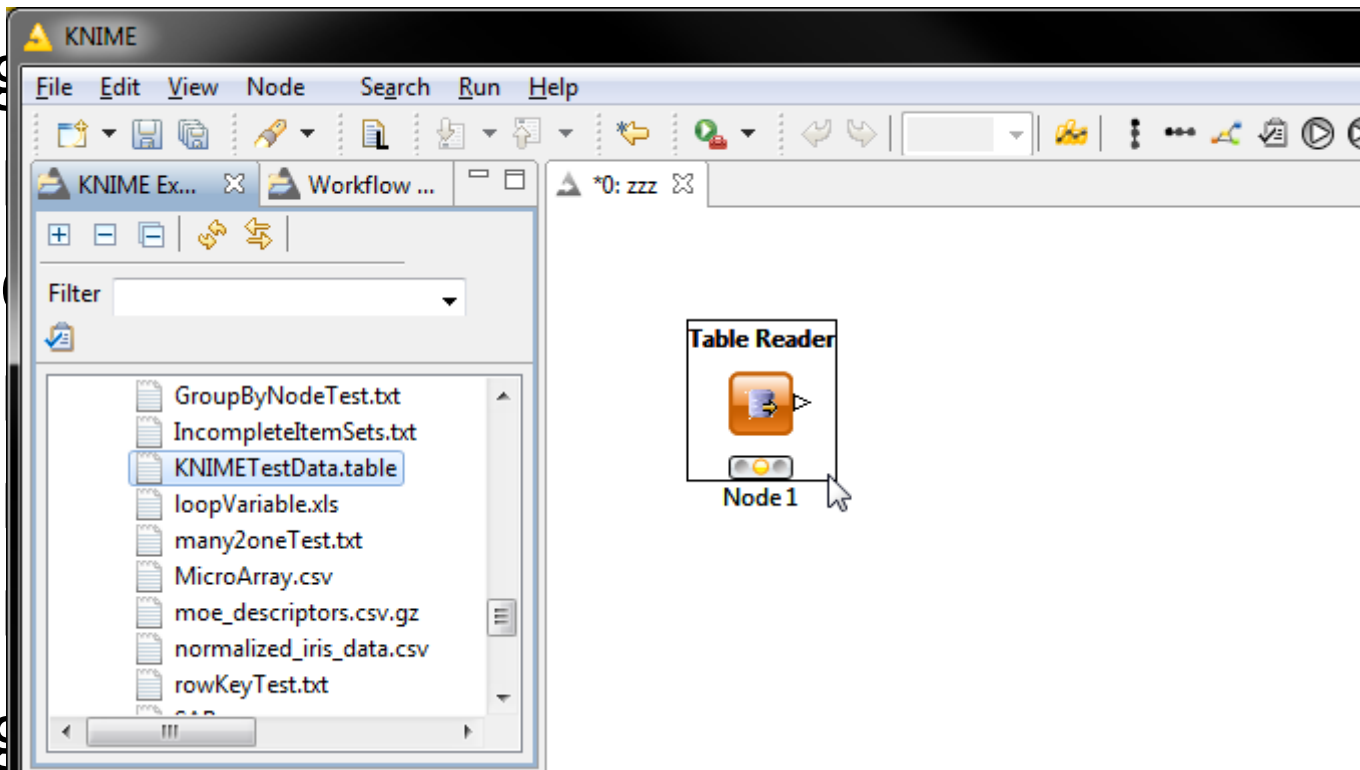 KNIME
File Edit View Node Search Run Help
KNIME Ex... Workflow ...
*0: zzz
Filter
GroupByNodeTest.txt
IncompleteItemSets.txt
KNIMETestData.table
loopVariable.xls
many2oneTest.txt
MicroArray.csv
moe_descriptors.csv.gz
normalized_iris_data.csv
rowKeyTest.txt
Table Reader
Node 1